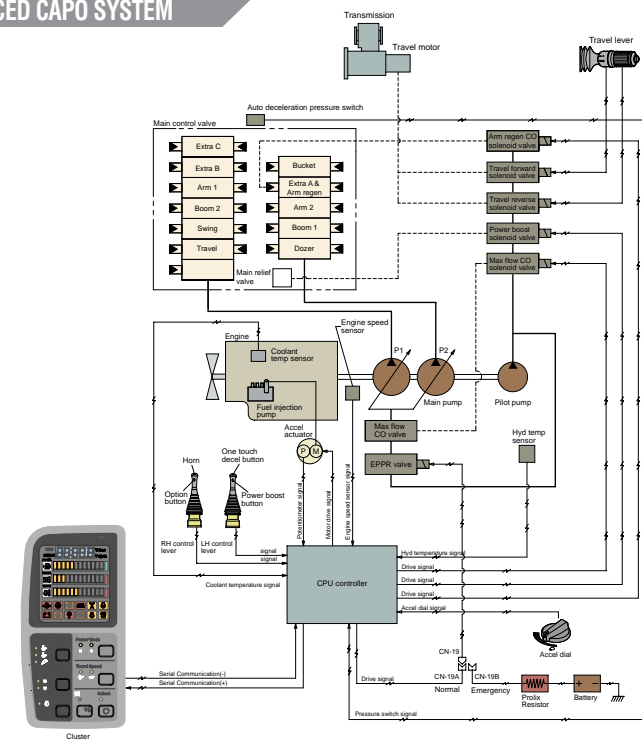 CED CAPO SYSTEM
Transmission
Travel motor
Travel lever
Auto deceleration pressure switch
Main control valve
Extra C
Extra B
Arm 1
Boom 2
Swing
Travel
Bucket
Extra A &
Arm regen
Arm 2
Boom 1
Dozer
Main relief
valve
Arm regen CO
solenoid valve
Travel forward
solenoid valve
Travel reverse
solenoid valve
Power boost
solenoid valve
Max flow CO
solenoid valve
Engine
Coolant
temp sensor
Engine speed
sensor
Fuel injection
pump
P1
P2
Main pump
Pilot pump
Accel
actuator
P
M
Max flow
CO valve
EPPR valve
Hyd temp
sensor
Horn
One touch
decel button
Option
button
Power boost
button
RH control
lever
LH control
lever
Potentiometer signal
Motor drive signal
Engine speed sensor signal
signal
signal
Coolant temperature signal
CPU controller
Hyd temperature signal
Drive signal
Drive signal
Drive signal
Accel dial signal
Accel dial
Power Mode
Travel Speed
Select
Cluster
Serial Communication(-)
Serial Communication(+)
Drive signal
CN-19
CN-19A
CN-19B
Normal
Emergency
Prolix
Resistor
Battery
Pressure switch signal